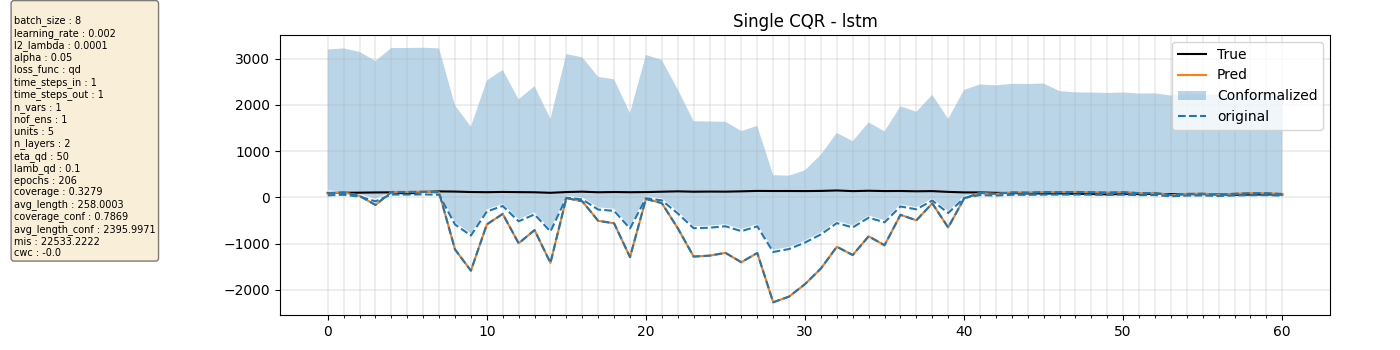 batch_size : 8
learning_rate : 0.002
l2_lambda : 0.0001
alpha : 0.05
loss_func : qd
time_steps_in : 1
time_steps_out : 1
n_vars : 1
nof_ens : 1
units : 5
n_layers : 2
eta_qd : 50
lamb_qd : 0.1
epochs : 206
coverage : 0.3279
avg_length : 258.0003
coverage_conf : 0.7869
avg_length_conf : 2395.9971
mis : 22533.2222
cwc : -0.0
Single CQR - lstm
3000
2000
1000
0
−1000
−2000
True
Pred
Conformalized
original
0 10 20 30 40 50 60